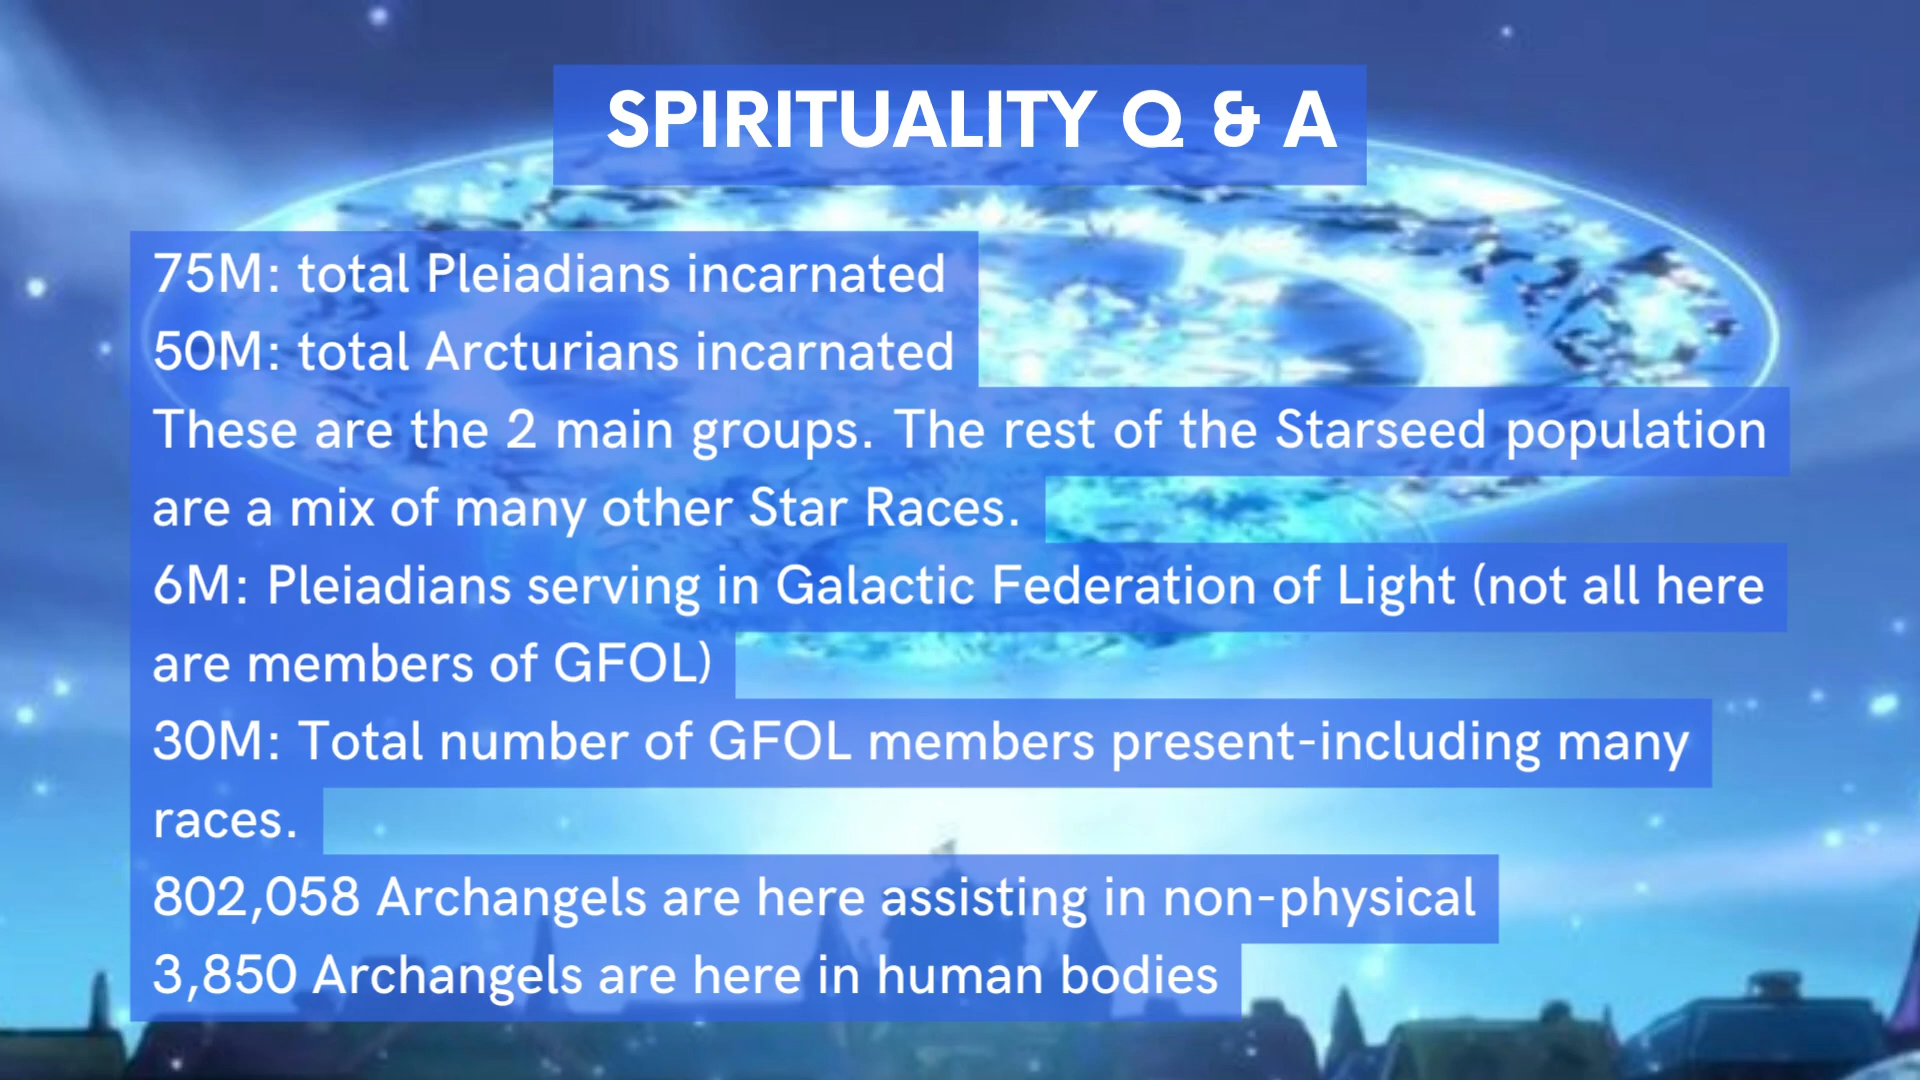 SPIRITUALITY Q & A
75M: total Pleiadians incarnated
50M: total Arcturians incarnated
These are the 2 main groups. The rest of the Starseed population
are a mix of many other Star Races.
6M: Pleiadians serving in Galactic Federation of Light (not all here
are members of GFOL)
30M: Total number of GFOL members present-including many
races.
802,058 Archangels are here assisting in non-physical
3,850 Archangels are here in human bodies